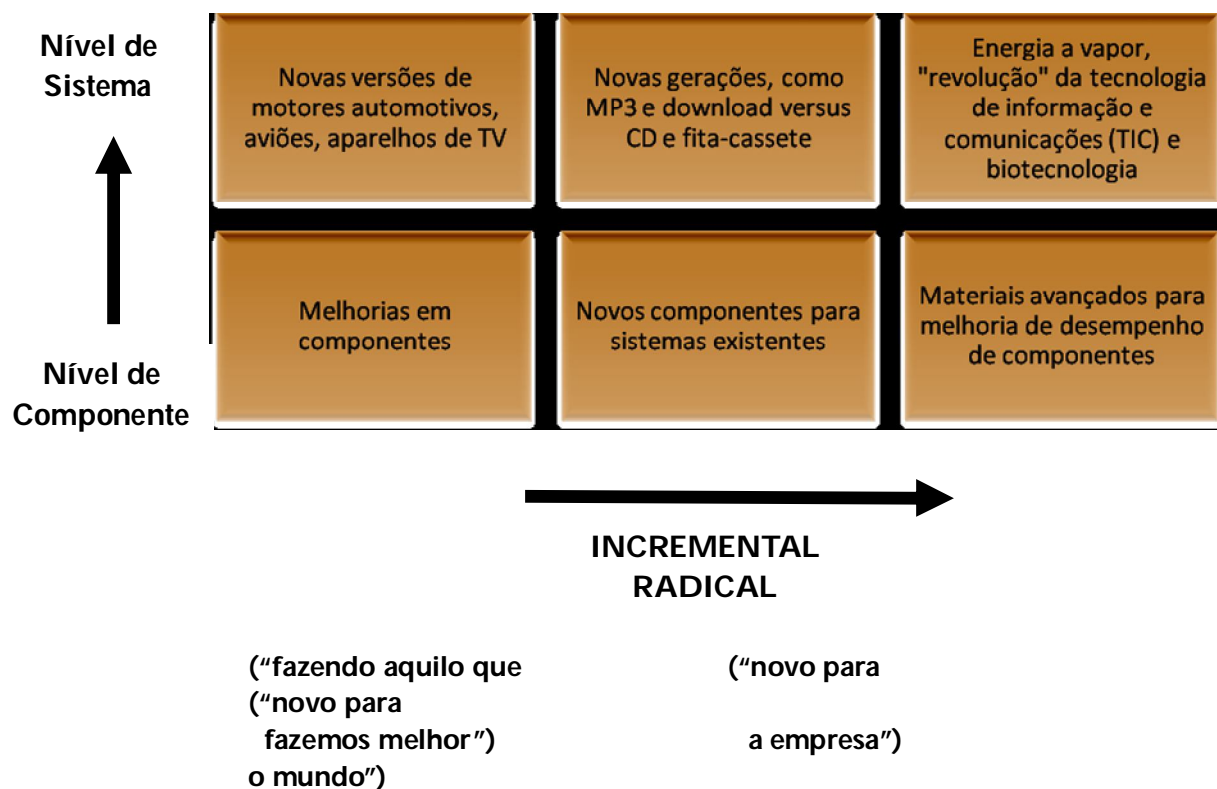 Nível de
Sistema
Novas versões de
motores automotivos,
aviões, aparelhos de TV
Novas gerações, como
MP3 e download versus
CD e fita-cassete
Energia a vapor,
"revolução" da tecnologia
de informação e
comunicações (TIC) e
biotecnologia
Nível de
Componente
Melhorias em
componentes
Novos componentes para
sistemas existentes
Materiais avançados para
melhoria de desempenho
de componentes
INCREMENTAL
RADICAL
(“fazendo aquilo que (“novo para
(“novo para
fazemos melhor”) a empresa”)
o mundo”)